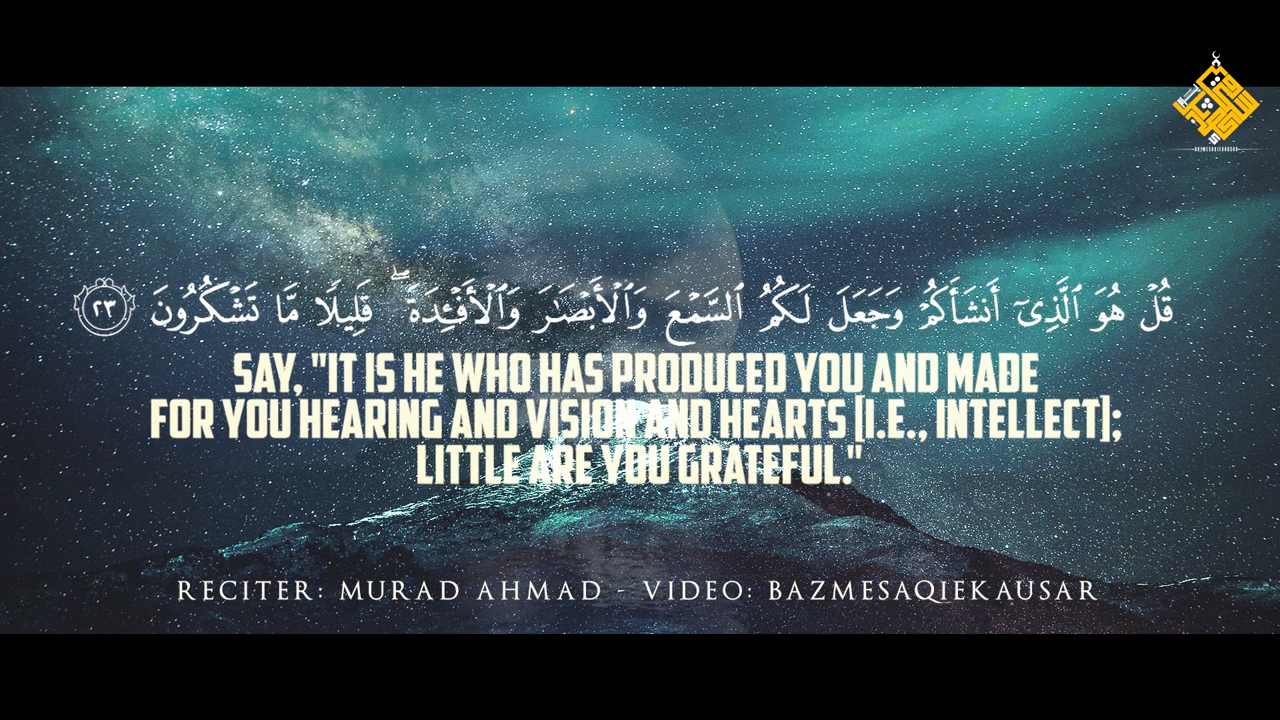 قُلْ هُوَ ٱلَّذِىٓ أَنشَأَكُمْ وَجَعَلَ لَكُمُ ٱلسَّمْعَ وَٱلْأَبْصَٰرَ وَٱلْأَفْـِٔدَةَ ۖ قَلِيلًا مَّا تَشْكُرُونَ ٢٣
SAY, "IT IS HE WHO HAS PRODUCED YOU AND MADE
FOR YOU HEARING AND VISION AND HEARTS [I.E., INTELLECT];
LITTLE ARE YOU GRATEFUL."
RECITER: MURAD AHMAD - VIDEO: BAZMESAQIEKAUSAR